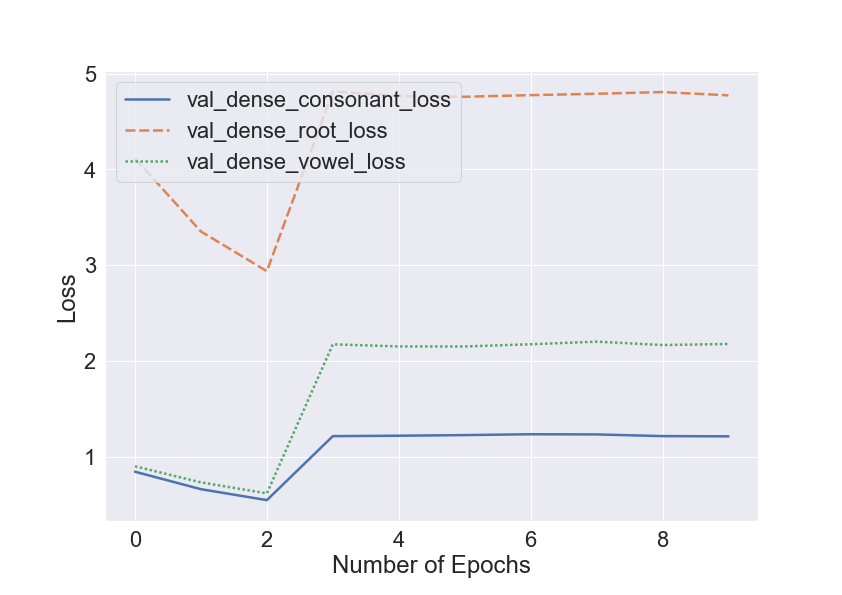 5
4
3
2
1
Loss
val_dense_consonant_loss
val_dense_root_loss
val_dense_vowel_loss
0 2 4 6 8
Number of Epochs